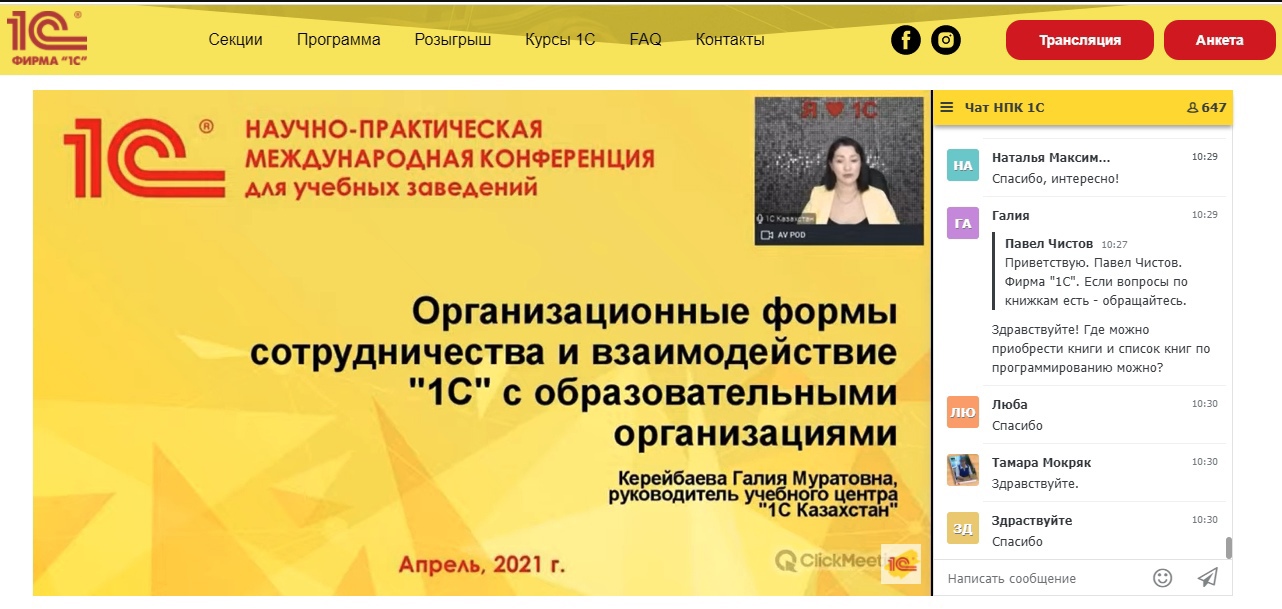 1С®
ФИРМА "1С"
Секции Программа Розыгрыш Курсы 1С FAQ Контакты
Трансляция
Анкета
1С®
НАУЧНО-ПРАКТИЧЕСКАЯ
МЕЖДУНАРОДНАЯ КОНФЕРЕНЦИЯ
для учебных заведений
Я ❤ 1С
1С Казахстан
AV POD
Организационные формы
сотрудничества и взаимодействие
"1С" с образовательными
организациями
Керейбаева Галия Муратовна,
руководитель учебного центра
"1С Казахстан"
Апрель, 2021 г.
ClickMeet
1С
Чат НПК 1С 647
НА
Наталья Максим... 10:29
Спасибо, интересно!
ГА
Галия 10:29
Павел Чистов 10:27
Приветствую. Павел Чистов.
Фирма "1С". Если вопросы по
книжкам есть - обращайтесь.
Здравствуйте! Где можно
приобрести книги и список книг по
программированию можно?
ЛЮ
Люба 10:30
Спасибо
Тамара Мокряк 10:30
Здравствуйте.
ЗД
Здраствуйте 10:30
Спасибо
Написать сообщение